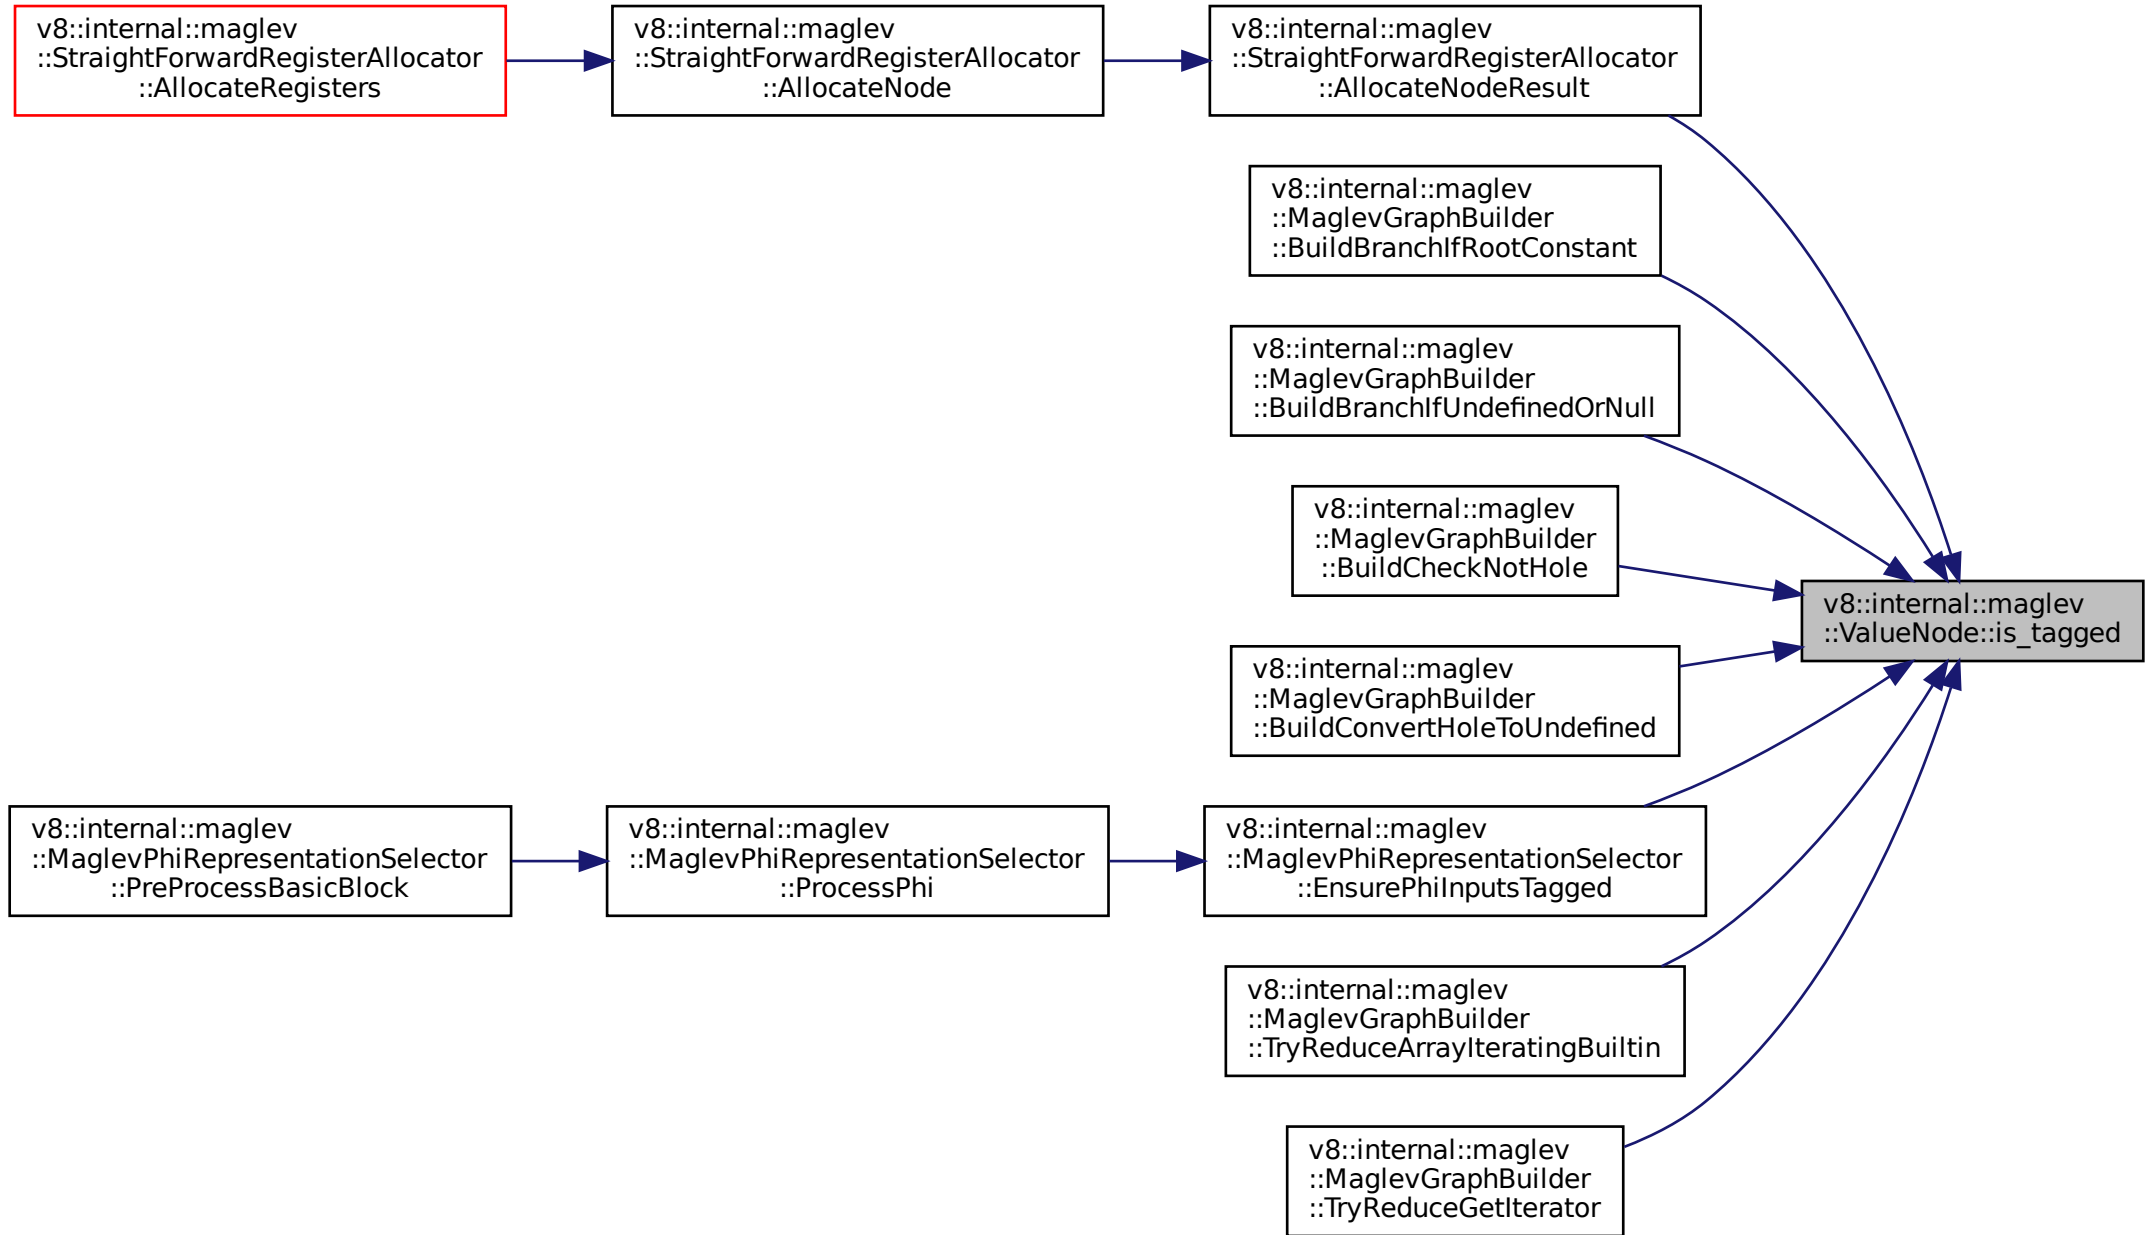 v8::internal::maglev
::StraightForwardRegisterAllocator
::AllocateRegisters
v8::internal::maglev
::StraightForwardRegisterAllocator
::AllocateNode
v8::internal::maglev
::StraightForwardRegisterAllocator
::AllocateNodeResult
v8::internal::maglev
::MaglevGraphBuilder
::BuildBranchIfRootConstant
v8::internal::maglev
::MaglevGraphBuilder
::BuildBranchIfUndefinedOrNull
v8::internal::maglev
::MaglevGraphBuilder
::BuildCheckNotHole
v8::internal::maglev
::ValueNode::is_tagged
v8::internal::maglev
::MaglevGraphBuilder
::BuildConvertHoleToUndefined
v8::internal::maglev
::MaglevPhiRepresentationSelector
::PreProcessBasicBlock
v8::internal::maglev
::MaglevPhiRepresentationSelector
::ProcessPhi
v8::internal::maglev
::MaglevPhiRepresentationSelector
::EnsurePhiInputsTagged
v8::internal::maglev
::MaglevGraphBuilder
::TryReduceArrayIteratingBuiltin
v8::internal::maglev
::MaglevGraphBuilder
::TryReduceGetIterator